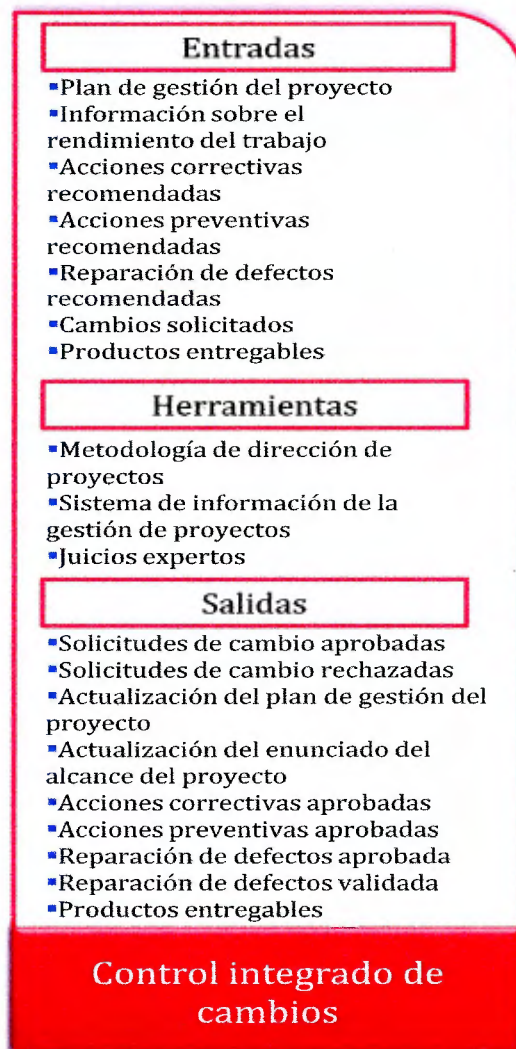 Entradas
▪Plan de gestión del proyecto
▪Información sobre el
rendimiento del trabajo
▪Acciones correctivas
recomendadas
▪Acciones preventivas
recomendadas
▪Reparación de defectos
recomendadas
▪Cambios solicitados
▪Productos entregables
Herramientas
▪Metodología de dirección de
proyectos
▪Sistema de información de la
gestión de proyectos
▪Juicios expertos
Salidas
▪Solicitudes de cambio aprobadas
▪Solicitudes de cambio rechazadas
▪Actualización del plan de gestión del
proyecto
▪Actualización del enunciado del
alcance del proyecto
▪Acciones correctivas aprobadas
▪Acciones preventivas aprobadas
▪Reparación de defectos aprobada
▪Reparación de defectos validada
▪Productos entregables
Control integrado de
cambios